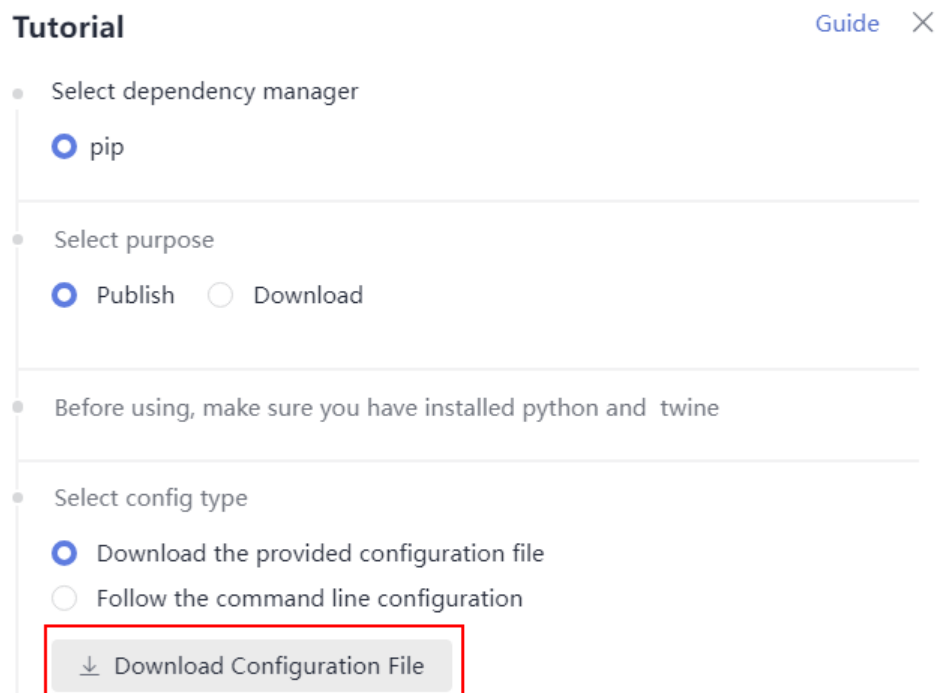 Tutorial
Guide
Select dependency manager
pip
Select purpose
Publish Download
Before using, make sure you have installed python and twine
Select config type
Download the provided configuration file
Follow the command line configuration
Download Configuration File